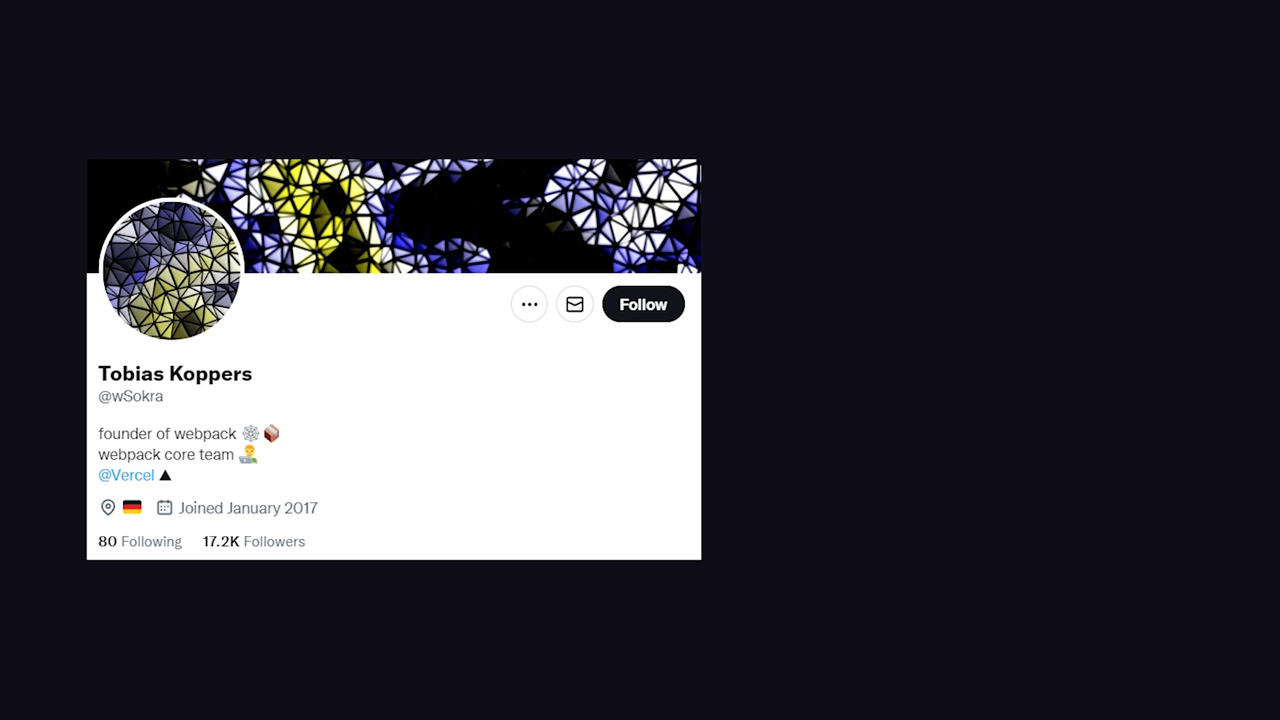 Follow
Tobias Koppers
@wSokra
founder of webpack 🕸️📦
webpack core team 👨‍💻
@Vercel ▲
🇩🇪 Joined January 2017
80 Following 17.2K Followers